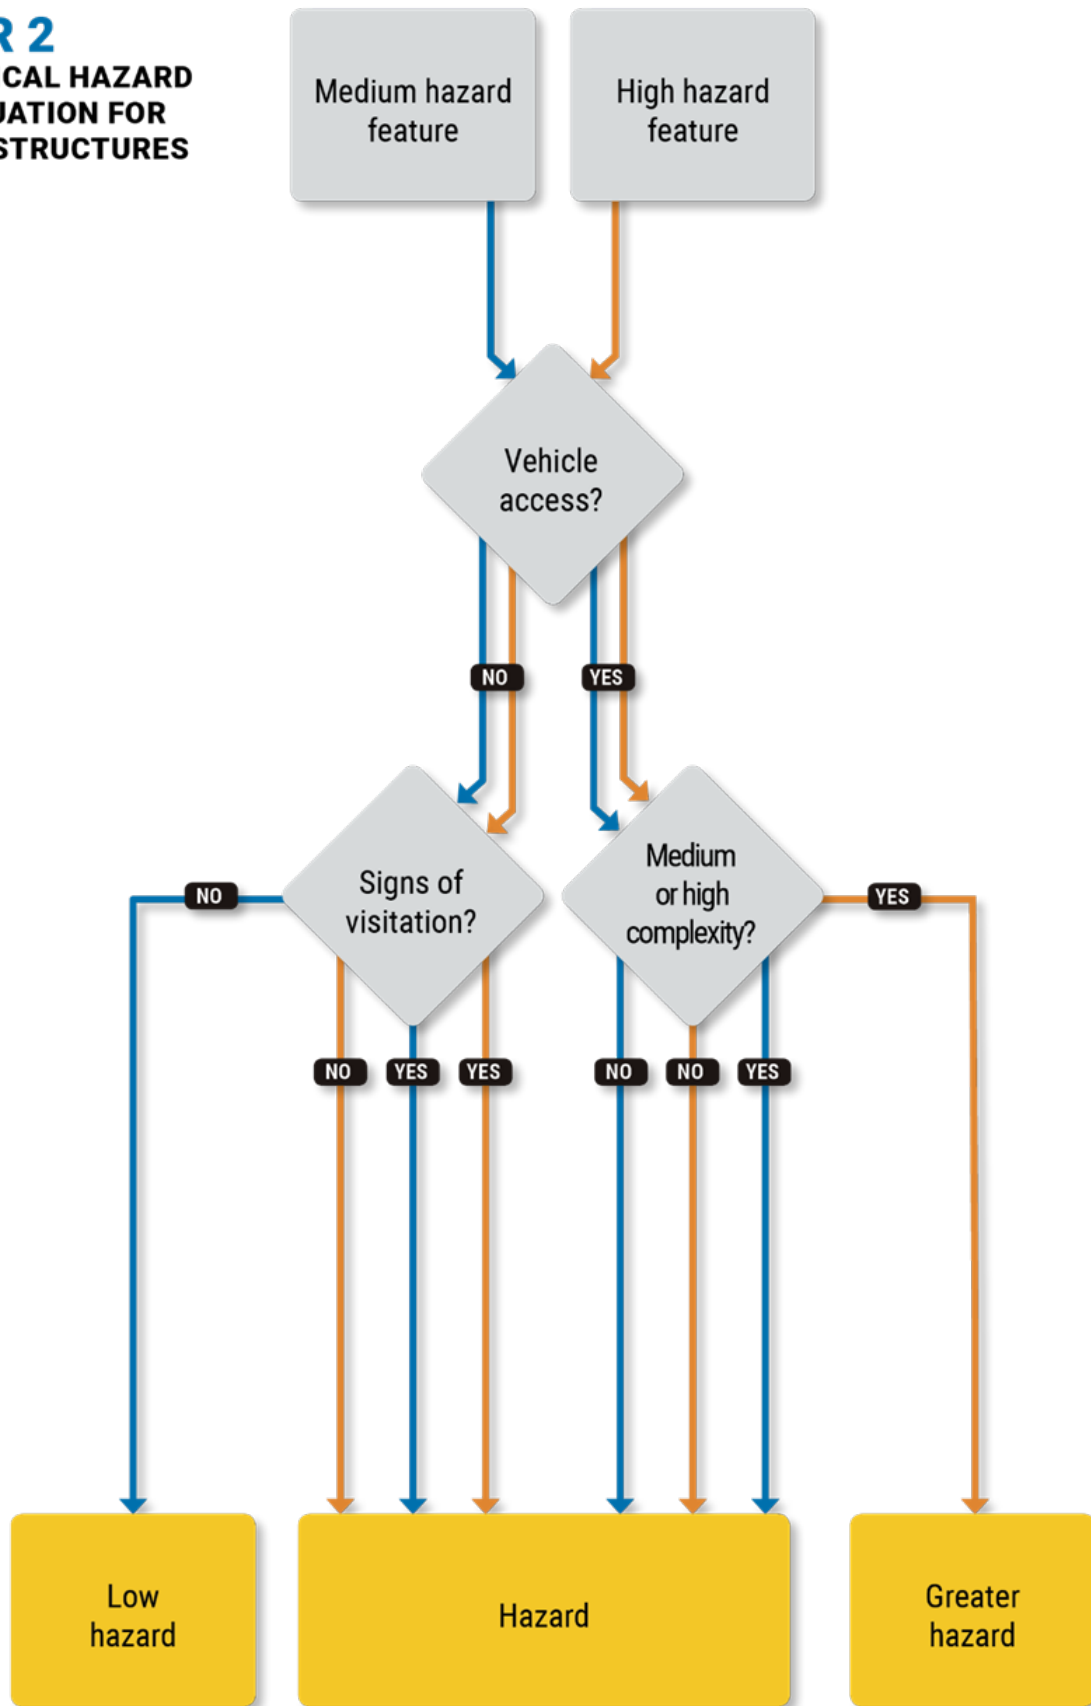 R 2
CAL HAZARD
UATION FOR
STRUCTURES
Medium hazard
feature
High hazard
feature
Vehicle
access?
NO
YES
Signs of
visitation?
Medium
or high
complexity?
NO
YES
NO
YES
YES
NO
NO
YES
Low
hazard
Hazard
Greater
hazard